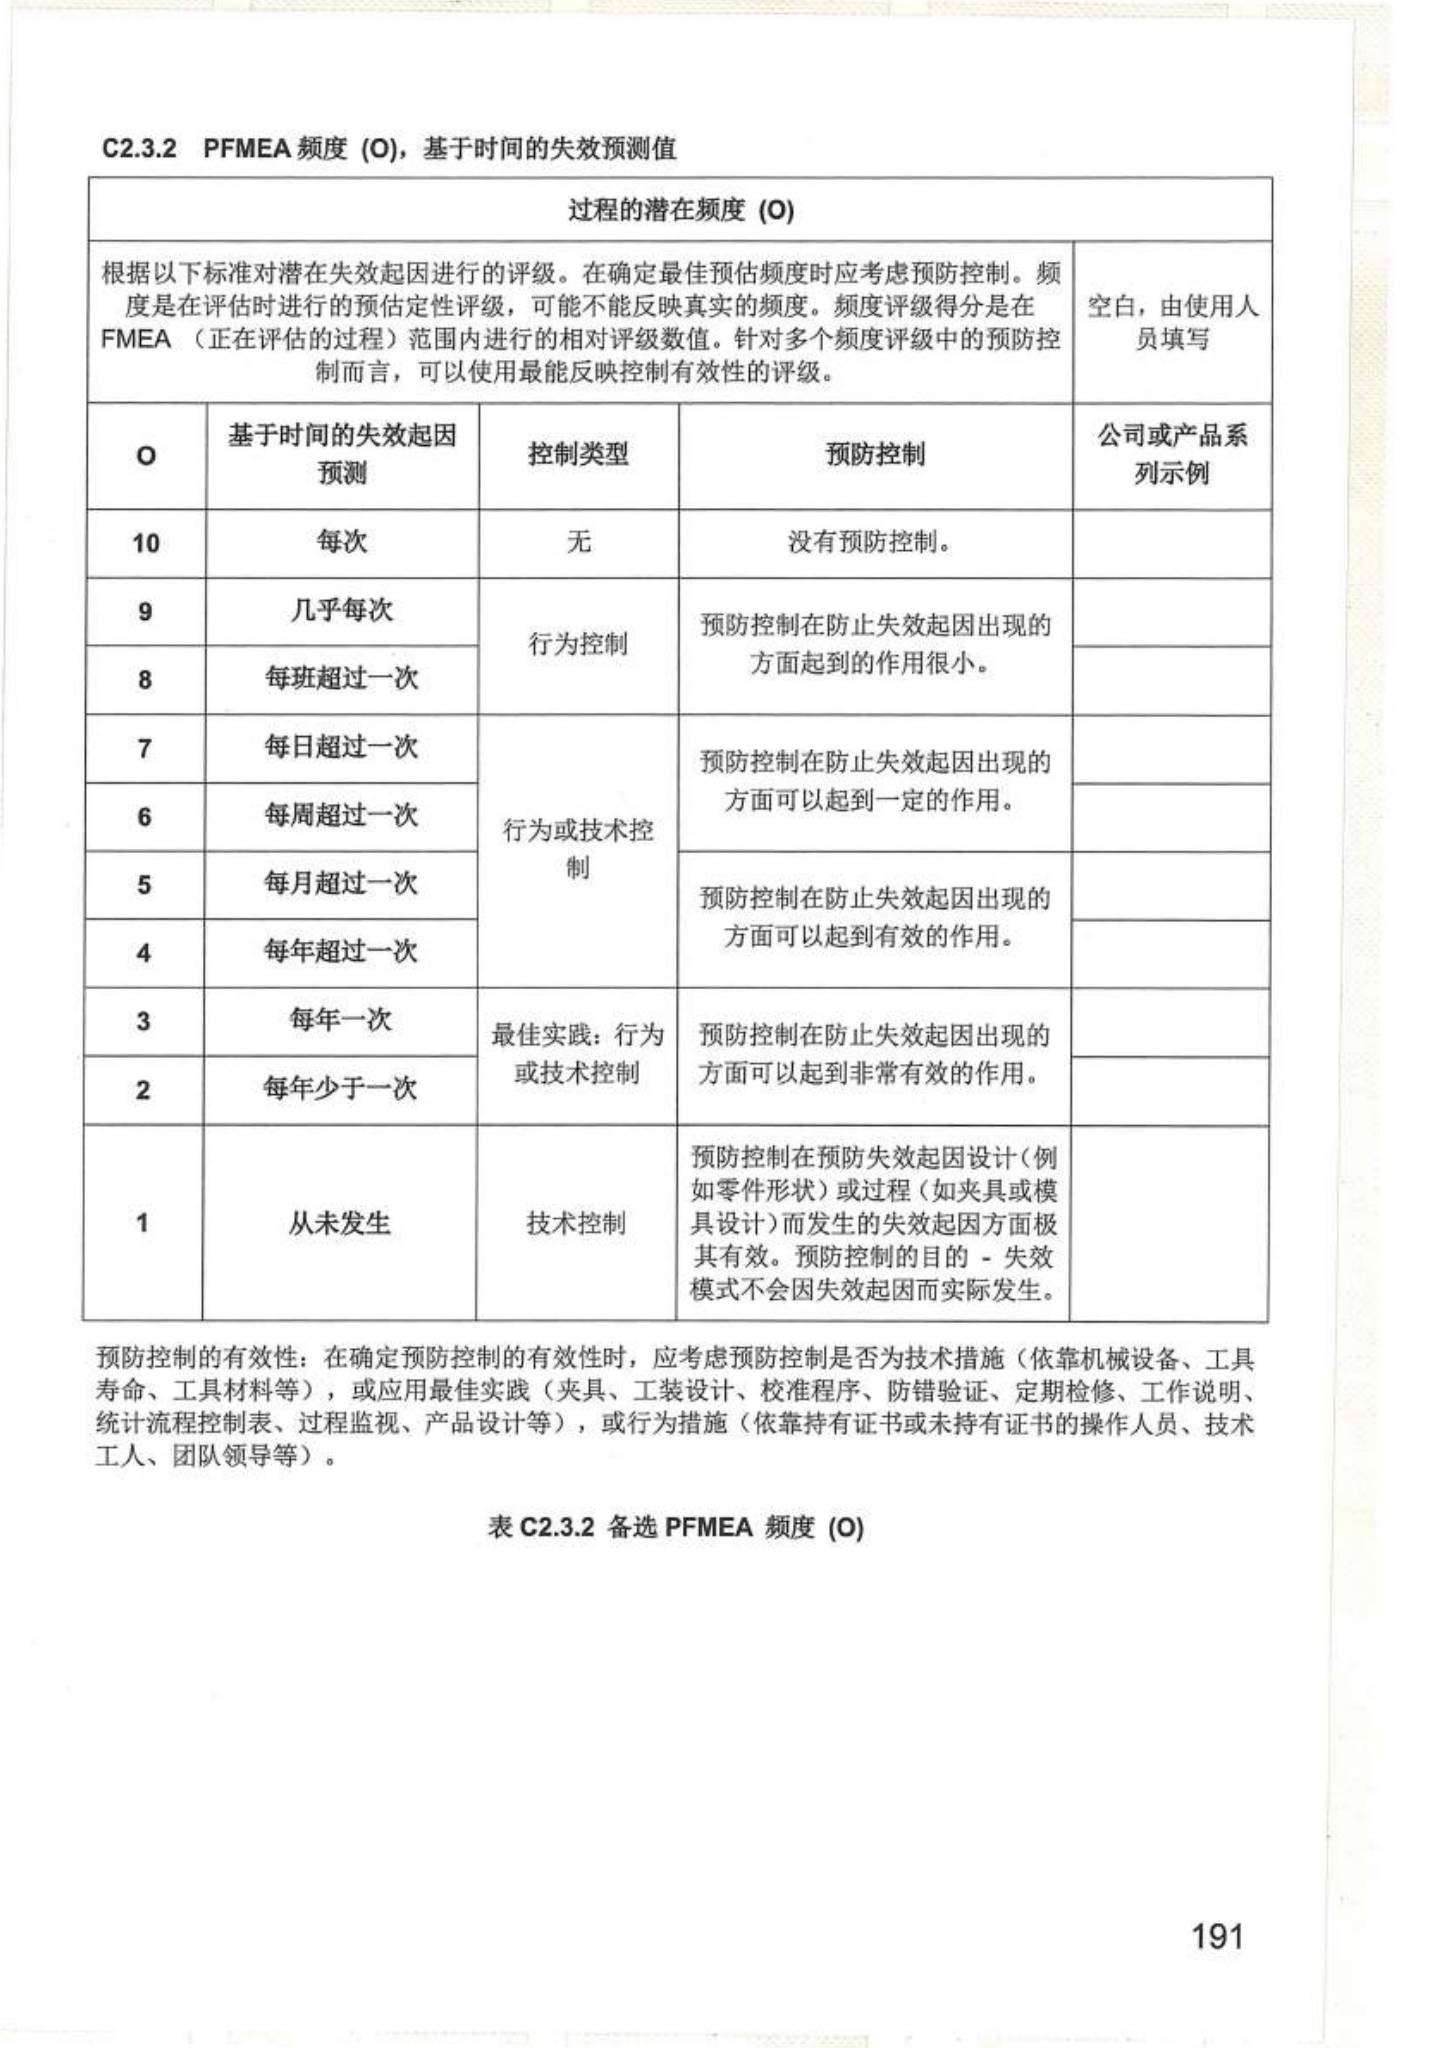 C2.3.2 PFMEA 频度 (O)，基于时间的失效预测值
过程的潜在频度 (O)
根据以下标准对潜在失效起因进行的评级。在确定最佳预估频度时应考虑预防控制。频
度是在评估时进行的预估定性评级，可能不能反映真实的频度。频度评级得分是在
FMEA （正在评估的过程）范围内进行的相对评级数值。针对多个频度评级中的预防控
制而言，可以使用最能反映控制有效性的评级。
空白，由使用人
员填写
O
基于时间的失效起因
预测
控制类型
预防控制
公司或产品系
列示例
10
每次
无
没有预防控制。
9
几乎每次
行为控制
预防控制在防止失效起因出现的
方面起到的作用很小。
8
每班超过一次
7
每日超过一次
行为或技术控
制
预防控制在防止失效起因出现的
方面可以起到一定的作用。
6
每周超过一次
5
每月超过一次
预防控制在防止失效起因出现的
方面可以起到有效的作用。
4
每年超过一次
3
每年一次
最佳实践：行为
或技术控制
预防控制在防止失效起因出现的
方面可以起到非常有效的作用。
2
每年少于一次
1
从未发生
技术控制
预防控制在预防失效起因设计（例
如零件形状）或过程（如夹具或模
具设计）而发生的失效起因方面极
其有效。预防控制的目的 - 失效
模式不会因失效起因而实际发生。
预防控制的有效性：在确定预防控制的有效性时，应考虑预防控制是否为技术措施（依靠机械设备、工具
寿命、工具材料等），或应用最佳实践（夹具、工装设计、校准程序、防错验证、定期检修、工作说明、
统计流程控制表、过程监视、产品设计等），或行为措施（依靠持有证书或未持有证书的操作人员、技术
工人、团队领导等）。
表 C2.3.2 备选 PFMEA 频度 (O)
191